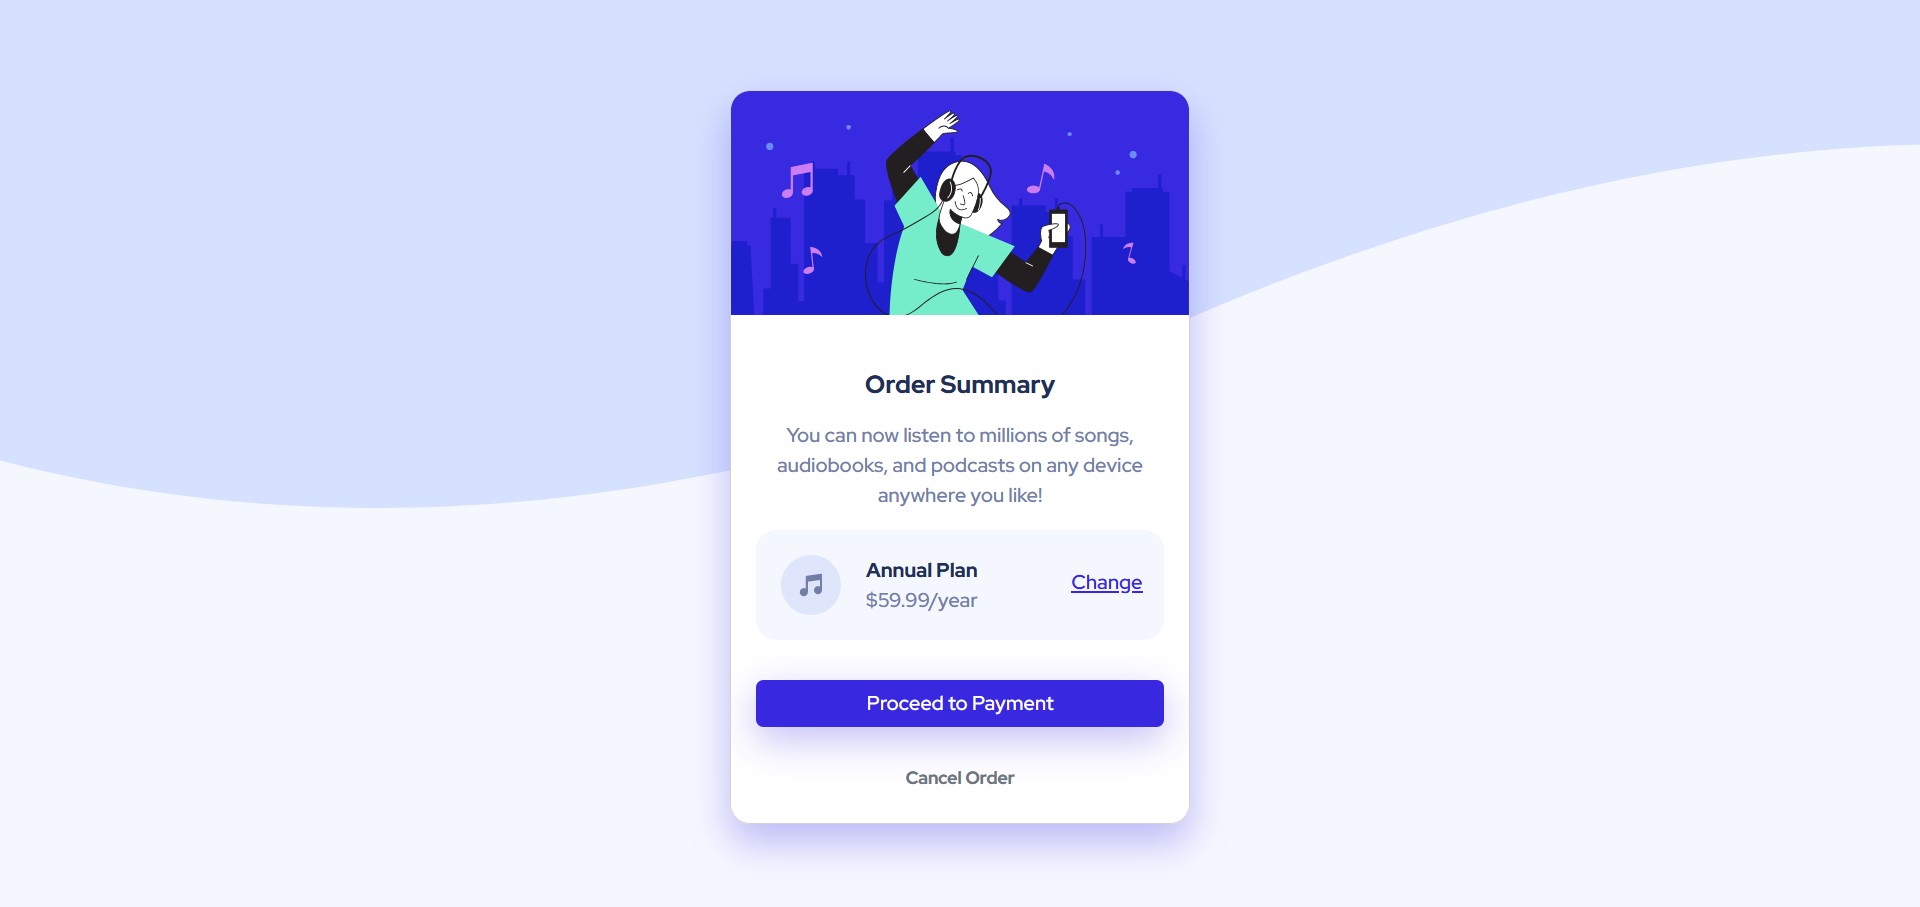 Order Summary
You can now listen to millions of songs,
audiobooks, and podcasts on any device
anywhere you like!
Annual Plan
$59.99/year
Change
Proceed to Payment
Cancel Order